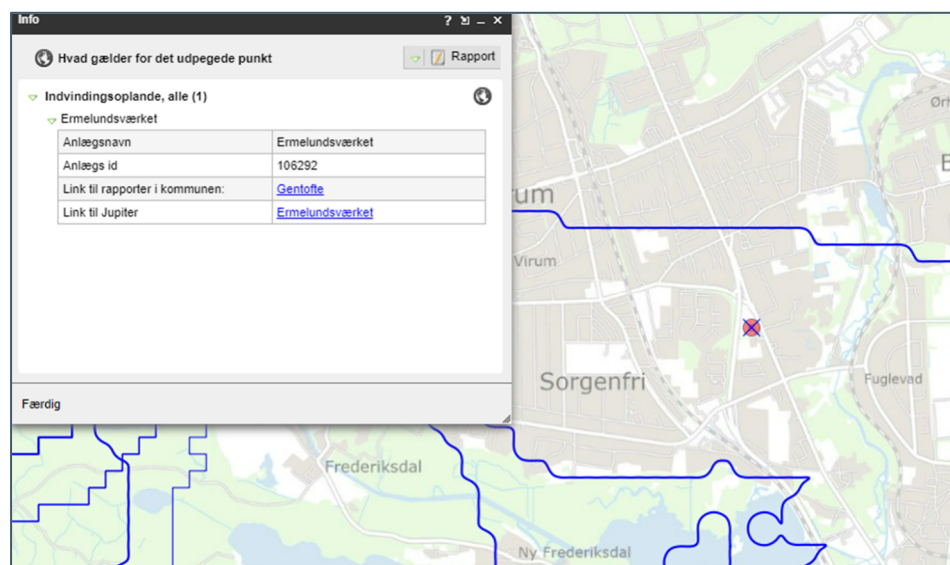 Info
Hvad gælder for det udpegede punkt
Rapport
Indvindingsoplande, alle (1)
Ermelundsværket
Anlægsnavn Ermelundsværket
Anlægs id 106292
Link til rapporter i kommunen: Gentofte
Link til Jupiter Ermelundsværket
Færdig
rum
Virum
Sorgenfri
Fuglevad
Frederiksdal
Ny Frederiksdal